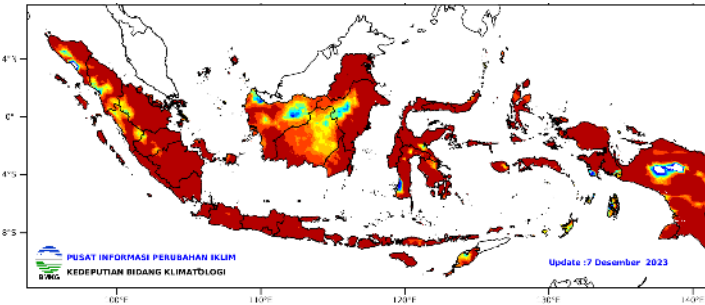 4°N
0°
4°S
8°S
PUSAT INFORMASI PERUBAHAN IKLIM
KEDEPUTIAN BIDANG KLIMATOLOGI
BMKG
Update :7 Desember 2023
110°E
120°E
140°E